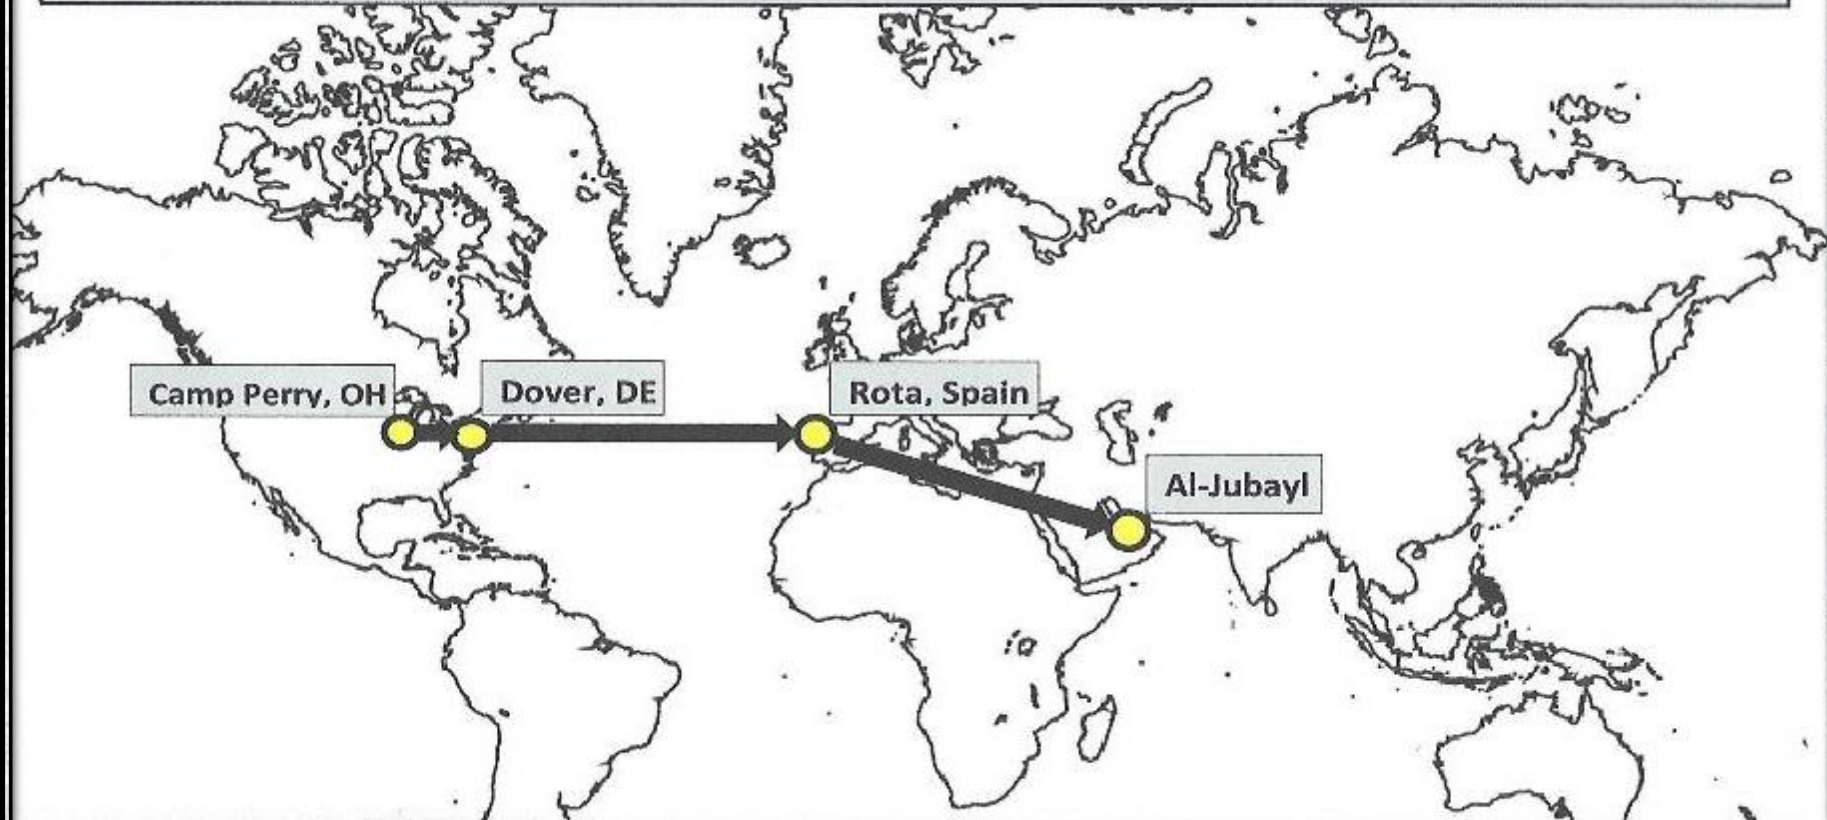 Camp Perry, OH
Dover, DE
Rota, Spain
Al-Jubayl